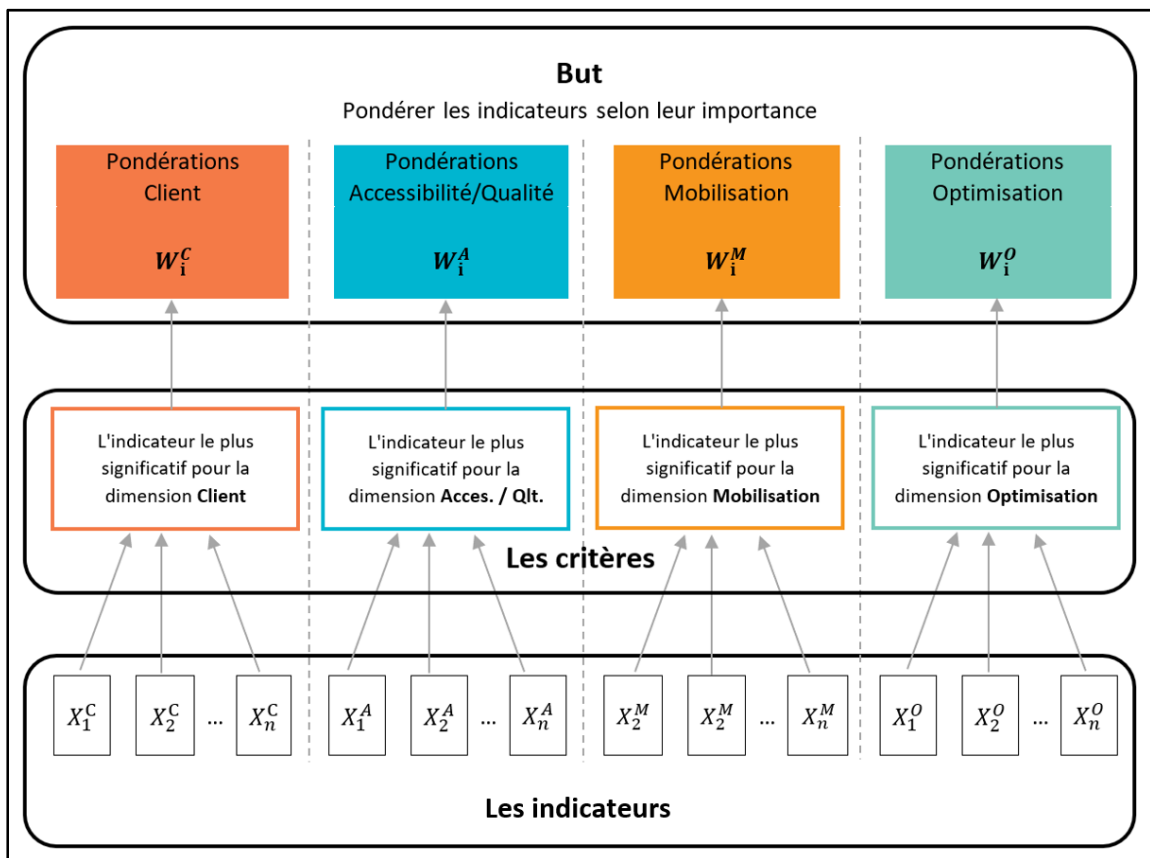 But
Pondérer les indicateurs selon leur importance
Pondérations
Client
W_i^C
Pondérations
Accessibilité/Qualité
W_i^A
Pondérations
Mobilisation
W_i^M
Pondérations
Optimisation
W_i^O
L'indicateur le plus
significatif pour la
dimension Client
L'indicateur le plus
significatif pour la
dimension Acces. / Qlt.
L'indicateur le plus
significatif pour la
dimension Mobilisation
L'indicateur le plus
significatif pour la
dimension Optimisation
Les critères
X_1^C X_2^C ... X_n^C X_1^A X_2^A ... X_n^A X_2^M X_2^M ... X_n^M X_1^O X_2^O ... X_n^O
Les indicateurs